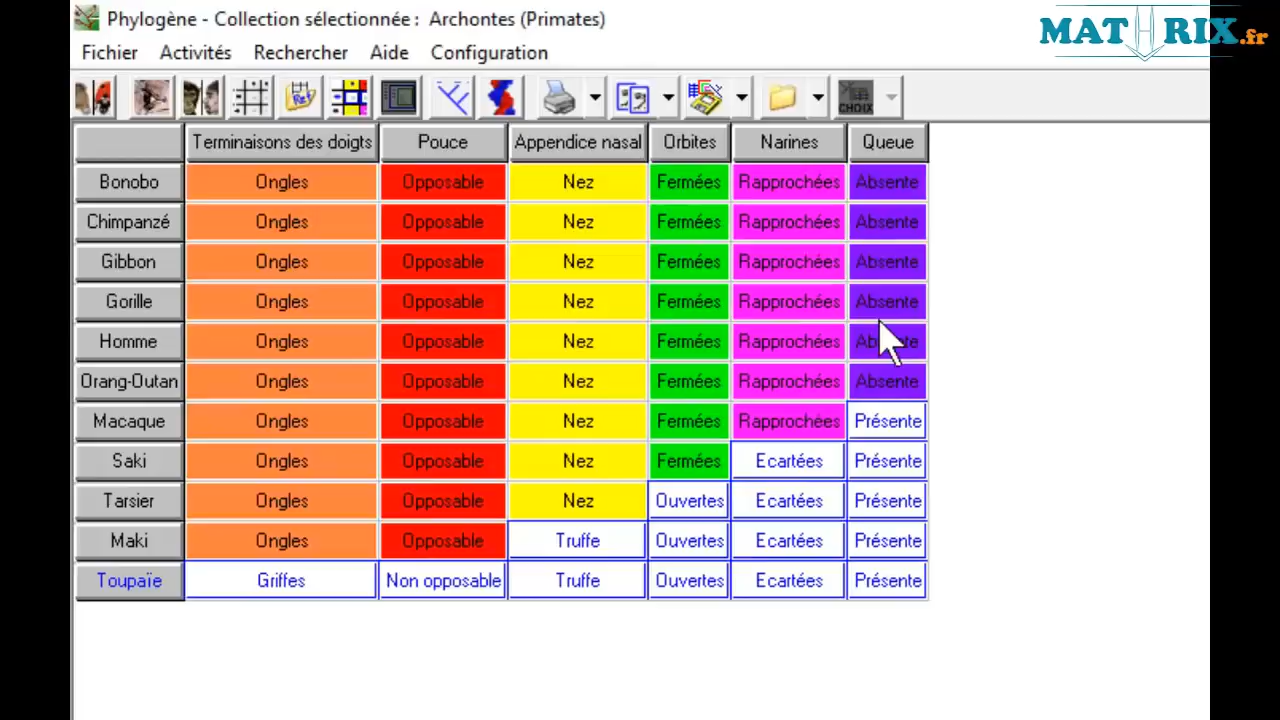 Phylogène - Collection sélectionnée : Archontes (Primates)
MATHRIX.fr
Fichier Activités Rechercher Aide Configuration
REF CHOIX
Terminaisons des doigts Pouce Appendice nasal Orbites Narines Queue
Bonobo Ongles Opposable Nez Fermées Rapprochées Absente
Chimpanzé Ongles Opposable Nez Fermées Rapprochées Absente
Gibbon Ongles Opposable Nez Fermées Rapprochées Absente
Gorille Ongles Opposable Nez Fermées Rapprochées Absente
Homme Ongles Opposable Nez Fermées Rapprochées
Orang-Outan Ongles Opposable Nez Fermées Rapprochées Absente
Macaque Ongles Opposable Nez Fermées Rapprochées Présente
Saki Ongles Opposable Nez Fermées Ecartées Présente
Tarsier Ongles Opposable Nez Ouvertes Ecartées Présente
Maki Ongles Opposable Truffe Ouvertes Ecartées Présente
Toupaïe Griffes Non opposable Truffe Ouvertes Ecartées Présente